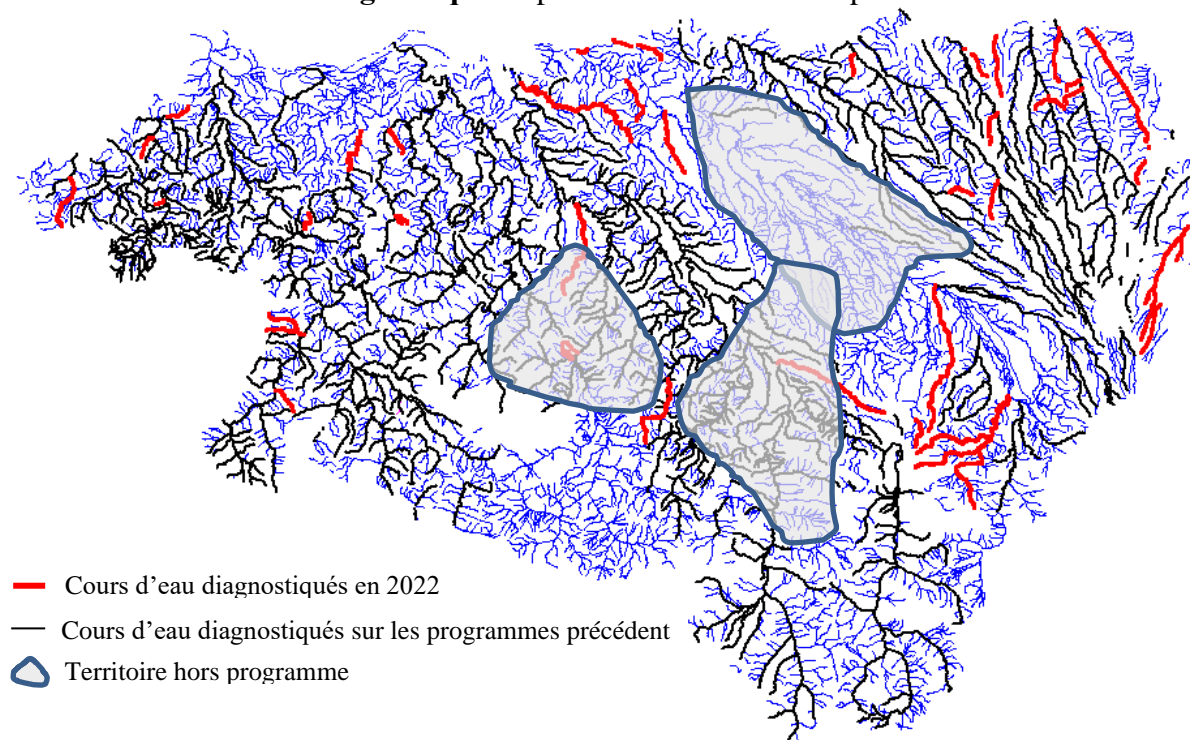 Cours d'eau diagnostiqués en 2022
Cours d'eau diagnostiqués sur les programmes précédent
Territoire hors programme